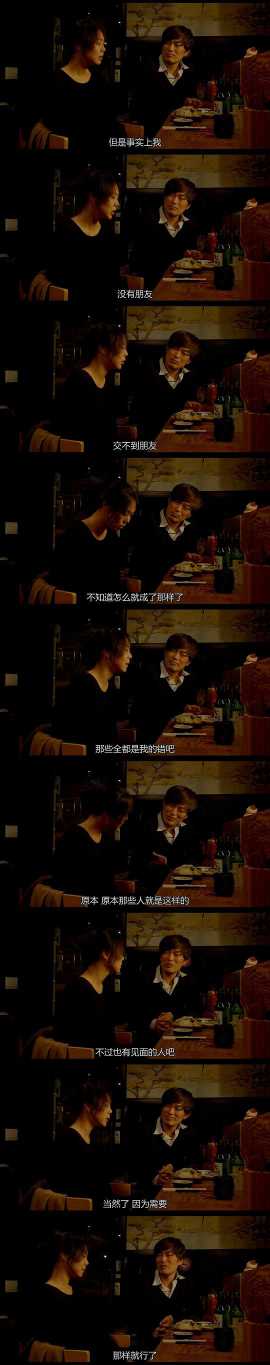 但是事实上我
没有朋友
交不到朋友
不知道怎么就成了那样了
那些全都是我的错吧
原本 原本那些人就是这样的
不过也有见面的人吧
当然了 因为需要
那样就行了